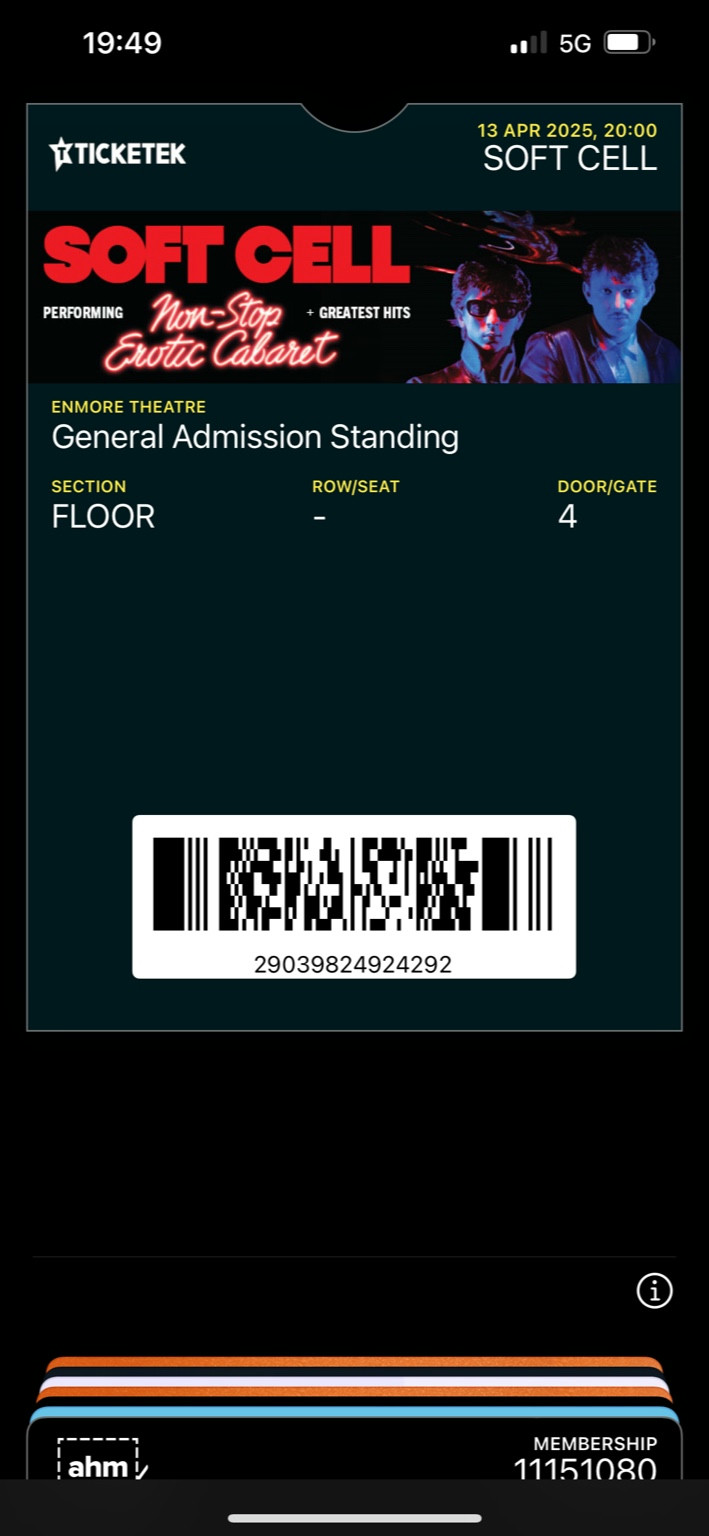 19:49
5G
TICKETEK
13 APR 2025, 20:00
SOFT CELL
SOFT CELL
PERFORMING Non-Stop + GREATEST HITS
Erotic Cabaret
ENMORE THEATRE
General Admission Standing
SECTION ROW/SEAT DOOR/GATE
FLOOR - 4
29039824924292
MEMBERSHIP
ahm 11151080